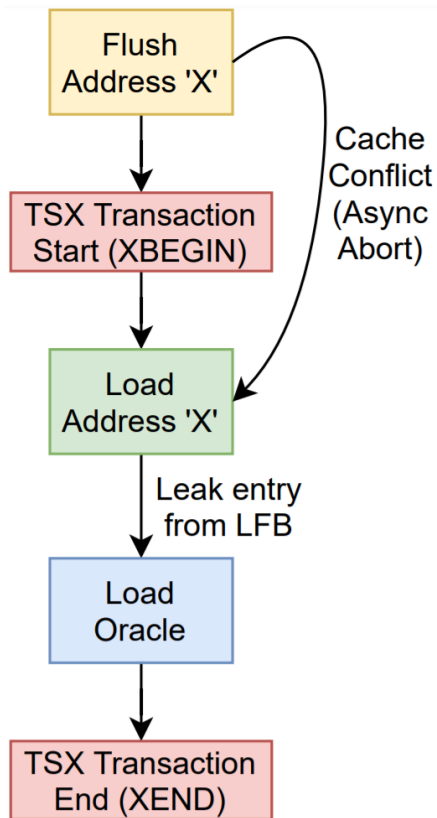 Flush
Address 'X'
Cache
Conflict
(Async
Abort)
TSX Transaction
Start (XBEGIN)
Load
Address 'X'
Leak entry
from LFB
Load
Oracle
TSX Transaction
End (XEND)